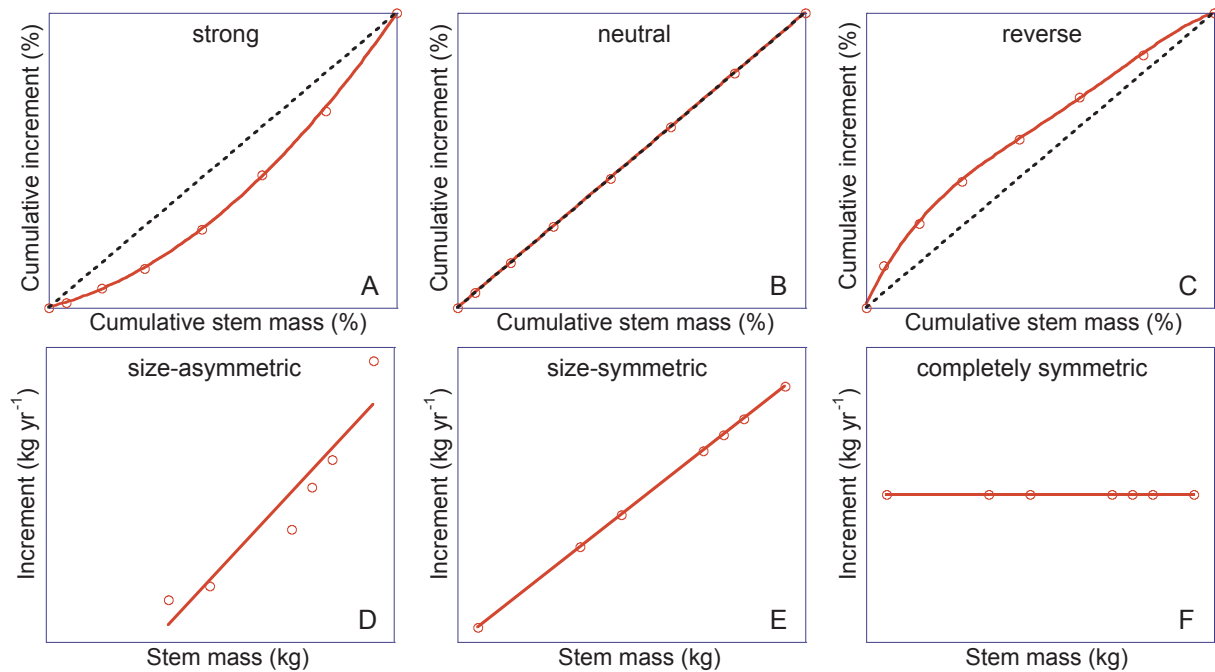 strong
Cumulative increment (%)
A
Cumulative stem mass (%)
neutral
Cumulative increment (%)
B
Cumulative stem mass (%)
reverse
Cumulative increment (%)
C
Cumulative stem mass (%)
size-asymmetric
Increment (kg yr⁻¹)
D
Stem mass (kg)
size-symmetric
Increment (kg yr⁻¹)
E
Stem mass (kg)
completely symmetric
Increment (kg yr⁻¹)
F
Stem mass (kg)